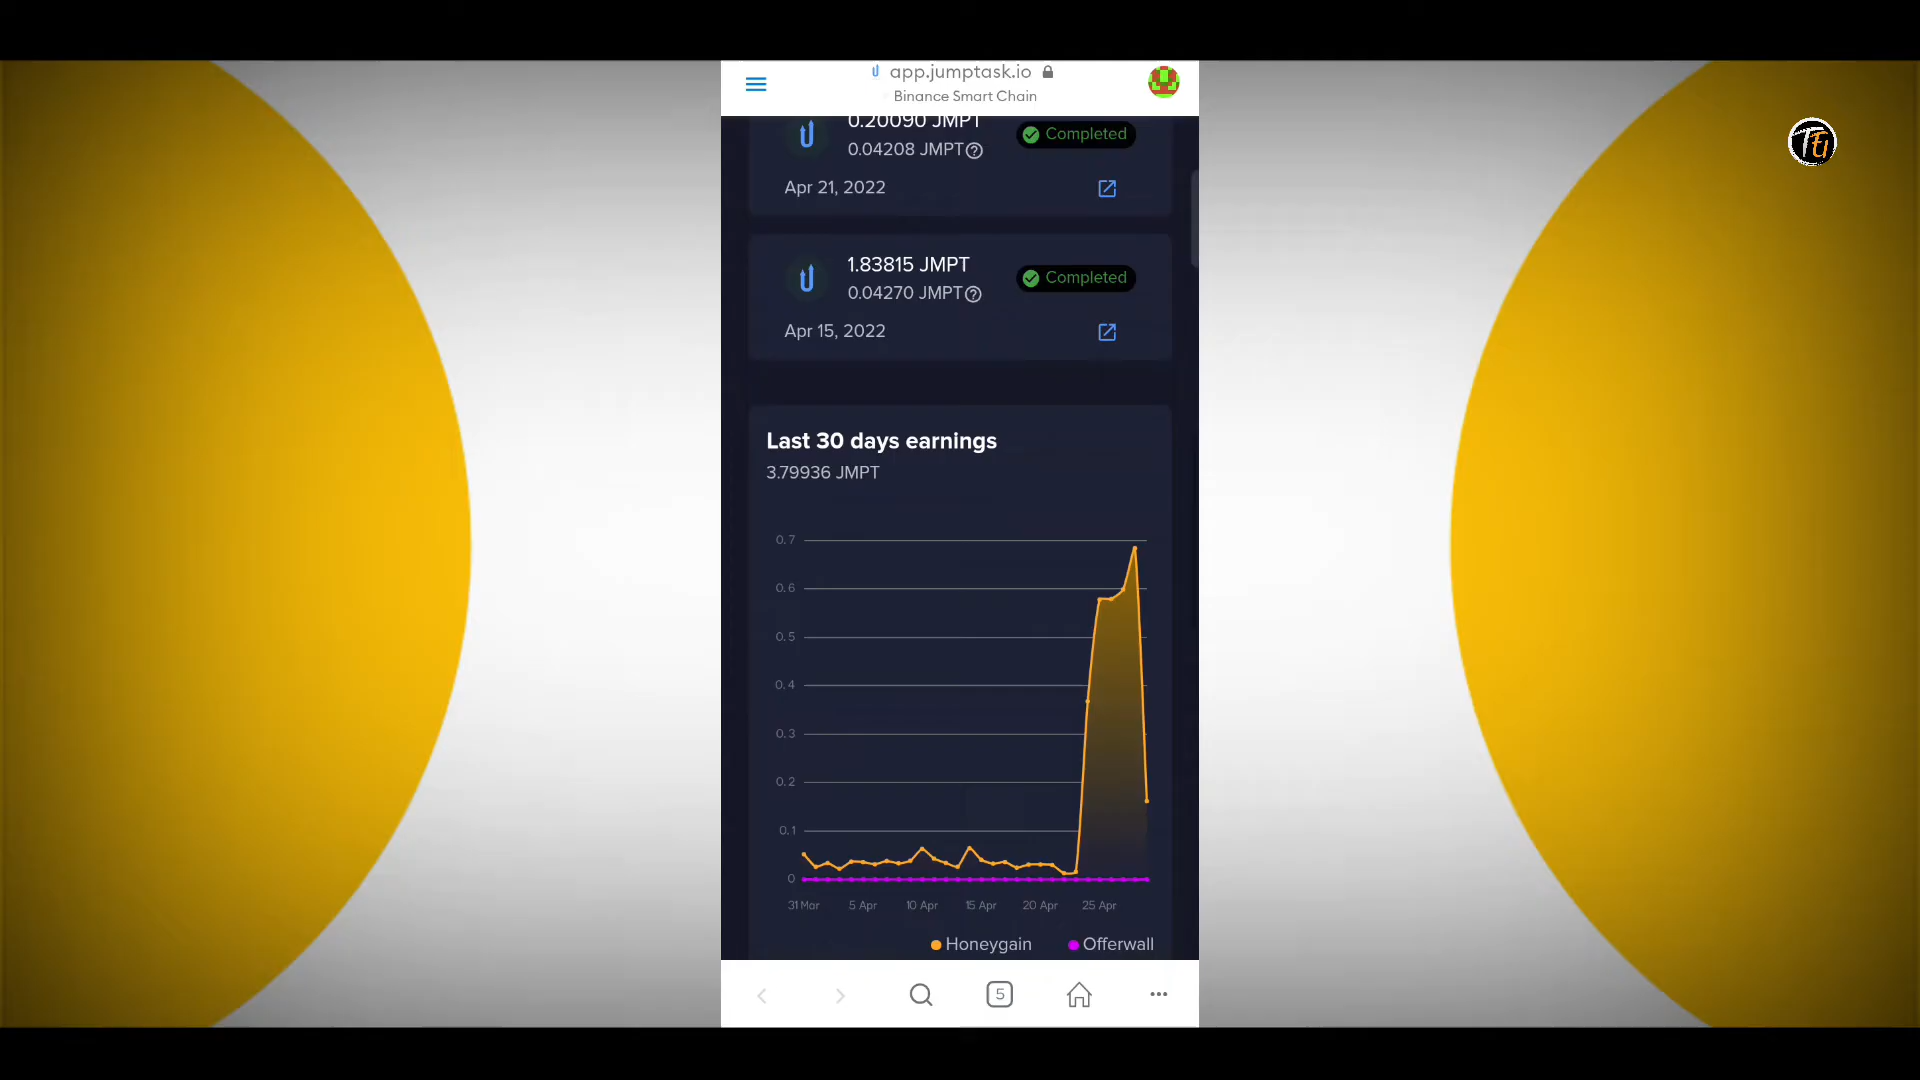 app.jumptask.io
Binance Smart Chain
0.20090 JMPT
Completed
0.04208 JMPT
Apr 21, 2022
1.83815 JMPT
Completed
0.04270 JMPT
Apr 15, 2022
Last 30 days earnings
3.79936 JMPT
0.7
0.6
0.5
0.4
0.3
0.2
0.1
0
31 Mar 5 Apr 10 Apr 15 Apr 20 Apr 25 Apr
Honeygain Offerwall
5